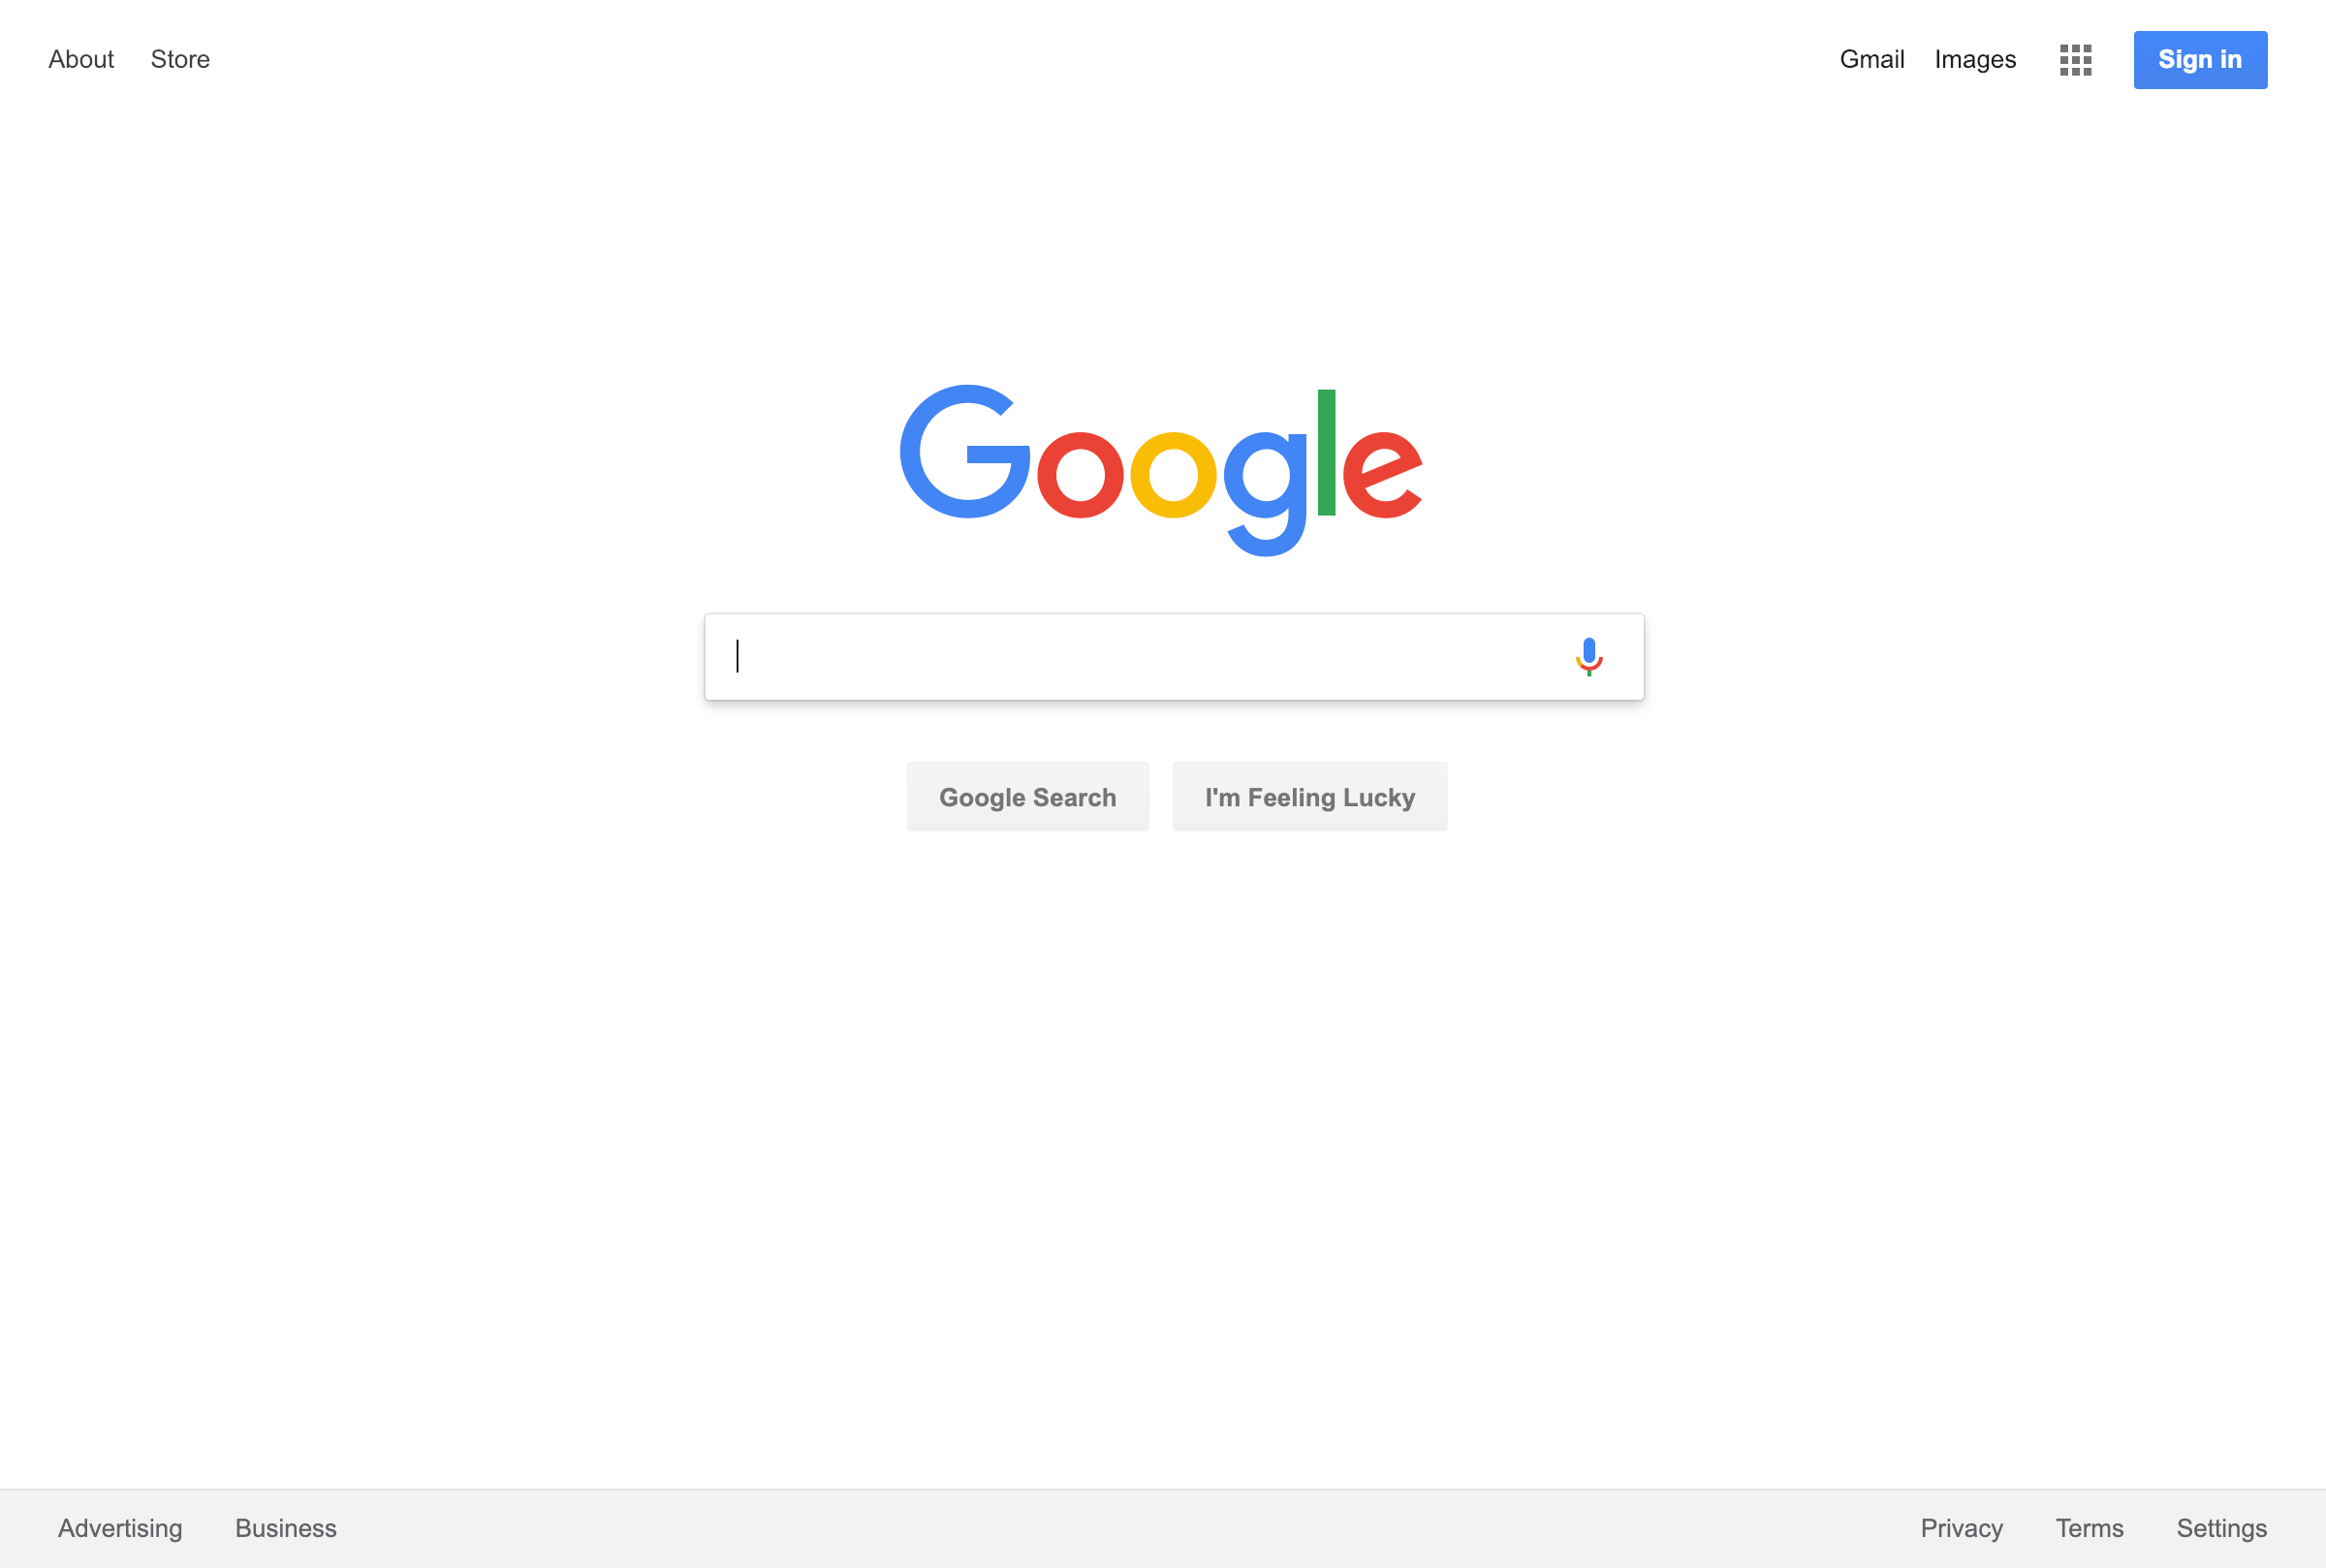 About Store Gmail Images Sign in
Google
Google Search I'm Feeling Lucky
Advertising Business Privacy Terms Settings